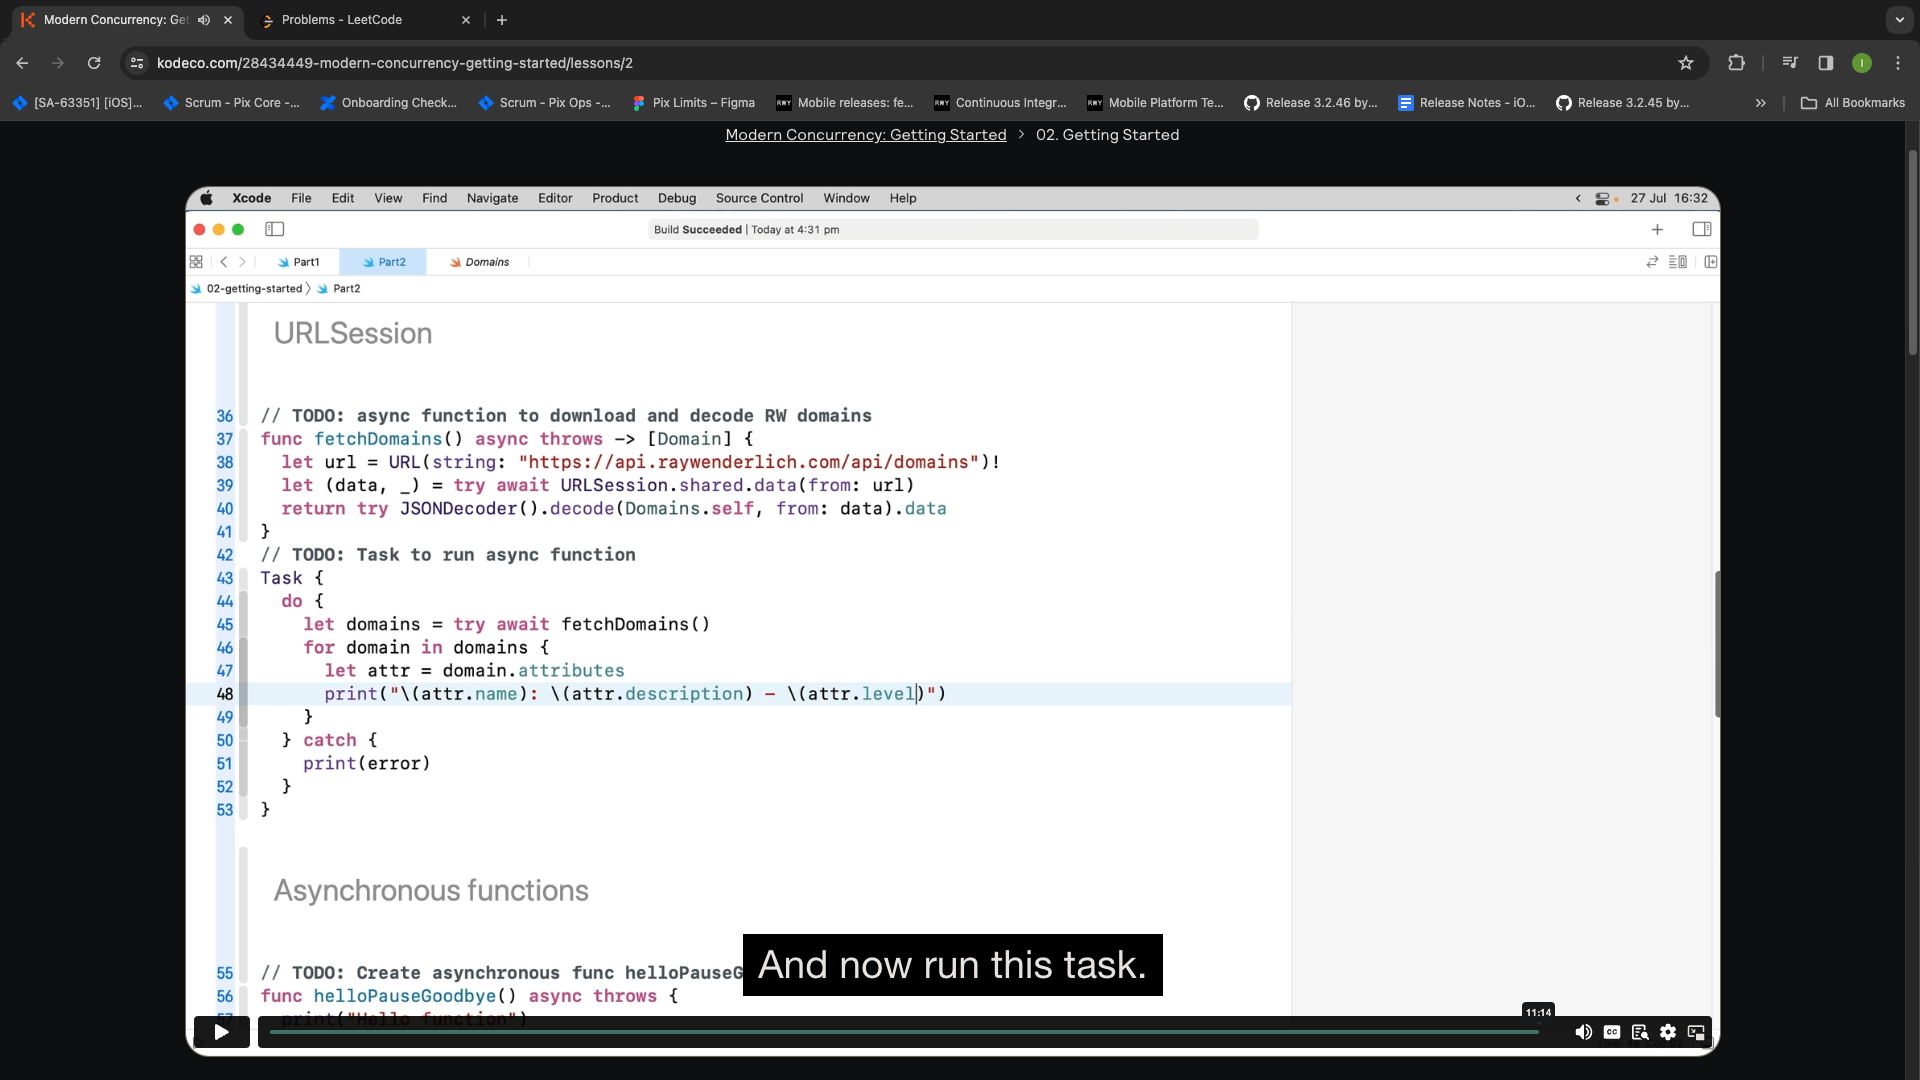 Modern Concurrency: Get
Problems - LeetCode
kodeco.com/28434449-modern-concurrency-getting-started/lessons/2
I
[SA-63351] [iOS]...
Scrum - Pix Core -...
Onboarding Check...
Scrum - Pix Ops -...
Pix Limits – Figma
RWY
Mobile releases: fe...
RWY
Continuous Integr...
RWY
Mobile Platform Te...
Release 3.2.46 by...
Release Notes - iO...
Release 3.2.45 by...
»
All Bookmarks
Modern Concurrency: Getting Started > 02. Getting Started
Xcode File Edit View Find Navigate Editor Product Debug Source Control Window Help
27 Jul 16:32
Build Succeeded | Today at 4:31 pm
Part1
Part2
Domains
02-getting-started 〉 Part2
URLSession
36 // TODO: async function to download and decode RW domains
37 func fetchDomains() async throws -> [Domain] {
38 let url = URL(string: "https://api.raywenderlich.com/api/domains")!
39 let (data, _) = try await URLSession.shared.data(from: url)
40 return try JSONDecoder().decode(Domains.self, from: data).data
41 }
42 // TODO: Task to run async function
43 Task {
44 do {
45 let domains = try await fetchDomains()
46 for domain in domains {
47 let attr = domain.attributes
48 print("\(attr.name): \(attr.description) - \(attr.level)")
49 }
50 } catch {
51 print(error)
52 }
53 }
Asynchronous functions
55 // TODO: Create asynchronous func helloPauseG
And now run this task.
56 func helloPauseGoodbye() async throws {
57 print("Hello function")
11:14
CC